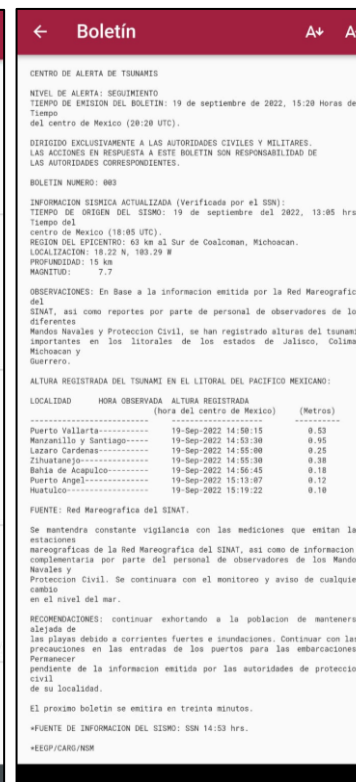 ← Boletín A↓ A
CENTRO DE ALERTA DE TSUNAMIS
NIVEL DE ALERTA: SEGUIMIENTO
TIEMPO DE EMISION DEL BOLETIN: 19 de septiembre de 2022, 15:20 Horas de
Tiempo
del centro de Mexico (20:20 UTC).
DIRIGIDO EXCLUSIVAMENTE A LAS AUTORIDADES CIVILES Y MILITARES.
LAS ACCIONES EN RESPUESTA A ESTE BOLETIN SON RESPONSABILIDAD DE
LAS AUTORIDADES CORRESPONDIENTES.
BOLETIN NUMERO: 003
INFORMACION SISMICA ACTUALIZADA (Verificada por el SSN):
TIEMPO DE ORIGEN DEL SISMO: 19 de septiembre del 2022, 13:05 hrs
Tiempo del
centro de Mexico (18:05 UTC).
REGION DEL EPICENTRO: 63 km al Sur de Coalcoman, Michoacan.
LOCALIZACION: 18.22 N, 103.29 W
PROFUNDIDAD: 15 km
MAGNITUD: 7.7
OBSERVACIONES: En Base a la informacion emitida por la Red Mareografic
del
SINAT, asi como reportes por parte de personal de observadores de lo
diferentes
Mandos Navales y Proteccion Civil, se han registrado alturas del tsunami
importantes en los litorales de los estados de Jalisco, Colima
Michoacan y
Guerrero.
ALTURA REGISTRADA DEL TSUNAMI EN EL LITORAL DEL PACIFICO MEXICANO:
LOCALIDAD HORA OBSERVADA ALTURA REGISTRADA
(hora del centro de Mexico) (Metros)
------------------------- ------------------- ----------
Puerto Vallarta----------- 19-Sep-2022 14:50:15 0.53
Manzanillo y Santiago----- 19-Sep-2022 14:53:30 0.95
Lazaro Cardenas----------- 19-Sep-2022 14:55:00 0.25
Zihuatanejo--------------- 19-Sep-2022 14:55:30 0.38
Bahia de Acapulco--------- 19-Sep-2022 14:56:45 0.18
Puerto Angel-------------- 19-Sep-2022 15:13:07 0.12
Huatulco------------------ 19-Sep-2022 15:19:22 0.10
FUENTE: Red Mareografica del SINAT.
Se mantendra constante vigilancia con las mediciones que emitan la
estaciones
mareograficas de la Red Mareografica del SINAT, asi como de informacion
complementaria por parte del personal de observadores de los Mando
Navales y
Proteccion Civil. Se continuara con el monitoreo y aviso de cualquie
cambio
en el nivel del mar.
RECOMENDACIONES: continuar exhortando a la poblacion de manteners
alejada de
las playas debido a corrientes fuertes e inundaciones. Continuar con las
precauciones en las entradas de los puertos para las embarcaciones
Permanecer
pendiente de la informacion emitida por las autoridades de proteccio
civil
de su localidad.
El proximo boletin se emitira en treinta minutos.
*FUENTE DE INFORMACION DEL SISMO: SSN 14:53 hrs.
*EEGP/CARG/NSM